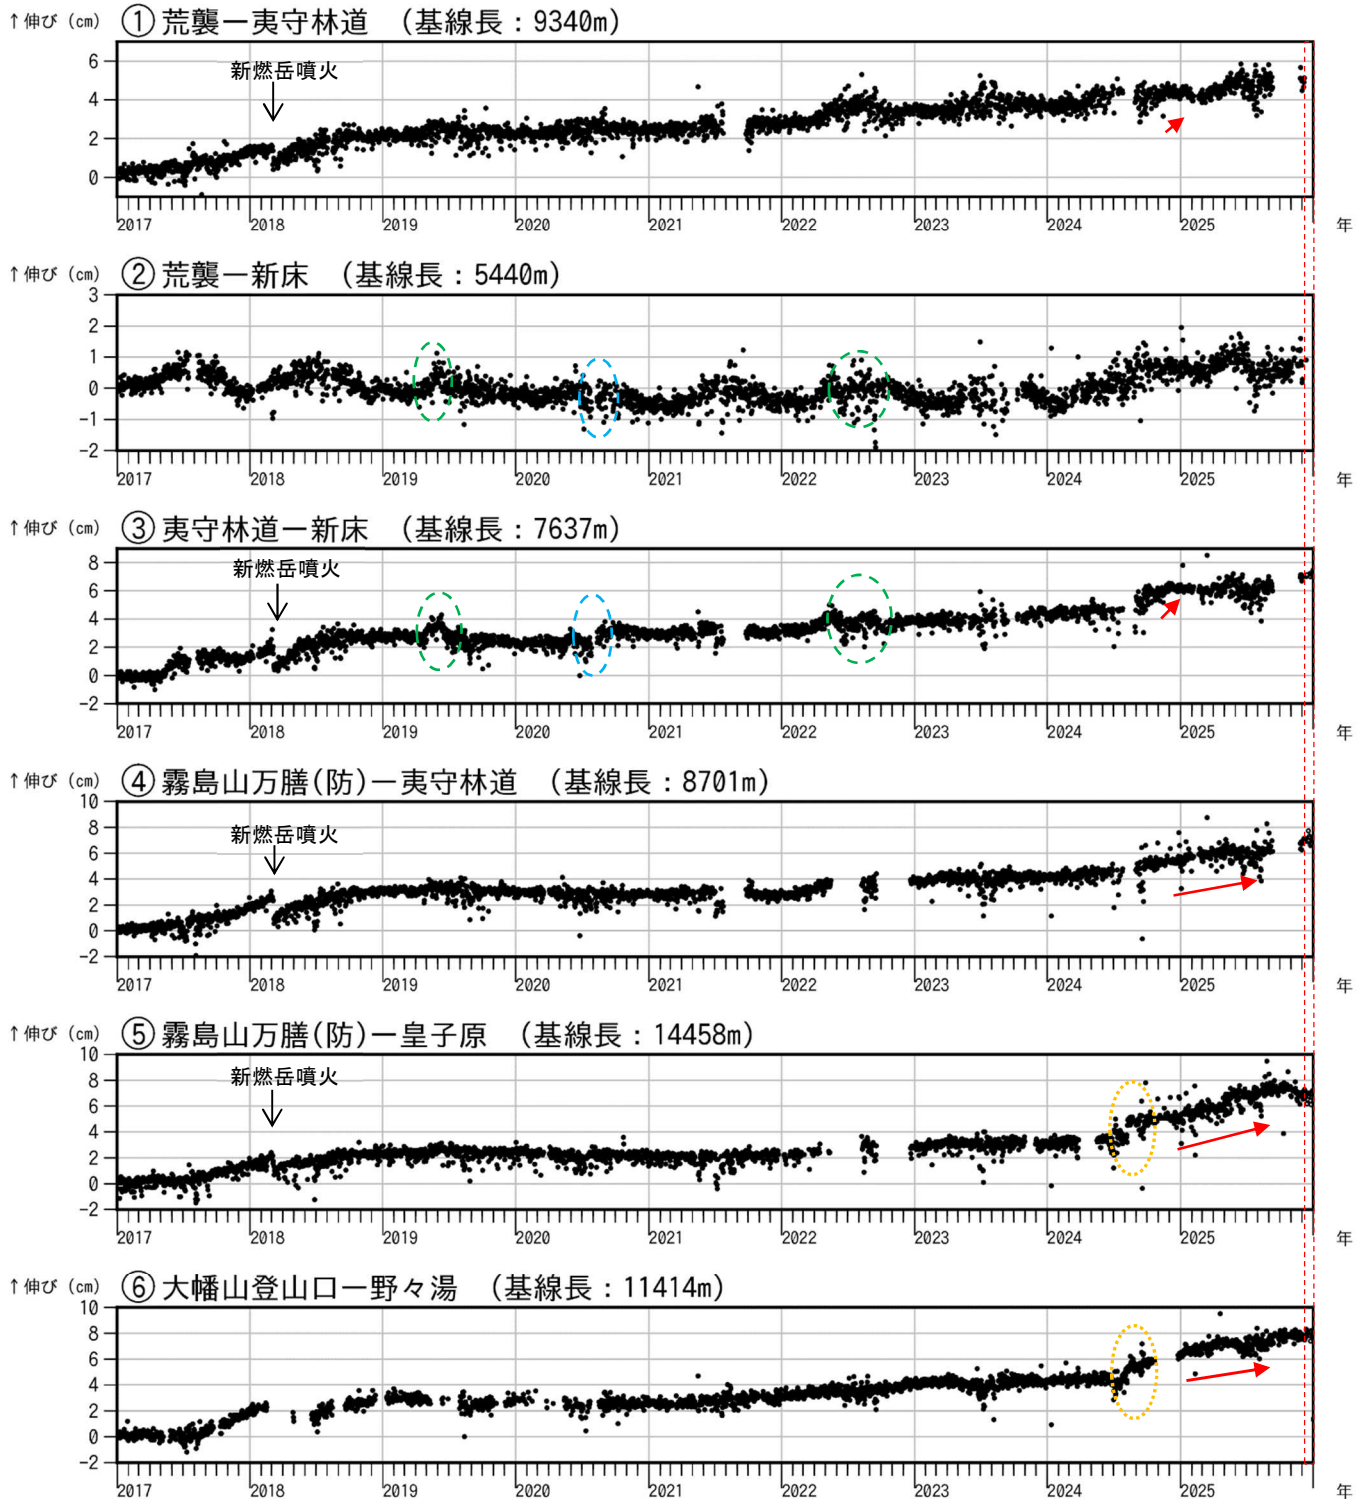 ↑伸び (cm) ①荒襲ー夷守林道 (基線長:9340m)
新燃岳噴火
6
4
2
0
2017 2018 2019 2020 2021 2022 2023 2024 2025 年
↑伸び (cm) ②荒襲ー新床 (基線長:5440m)
3
2
1
0
-1
-2
2017 2018 2019 2020 2021 2022 2023 2024 2025 年
↑伸び (cm) ③夷守林道ー新床 (基線長:7637m)
新燃岳噴火
8
6
4
2
0
-2
2017 2018 2019 2020 2021 2022 2023 2024 2025 年
↑伸び (cm) ④霧島山万膳(防)ー夷守林道 (基線長:8701m)
新燃岳噴火
10
8
6
4
2
0
-2
2017 2018 2019 2020 2021 2022 2023 2024 2025 年
↑伸び (cm) ⑤霧島山万膳(防)ー皇子原 (基線長:14458m)
新燃岳噴火
10
8
6
4
2
0
-2
2017 2018 2019 2020 2021 2022 2023 2024 2025 年
↑伸び (cm) ⑥大幡山登山口ー野々湯 (基線長:11414m)
10
8
6
4
2
0
-2
2017 2018 2019 2020 2021 2022 2023 2024 2025 年